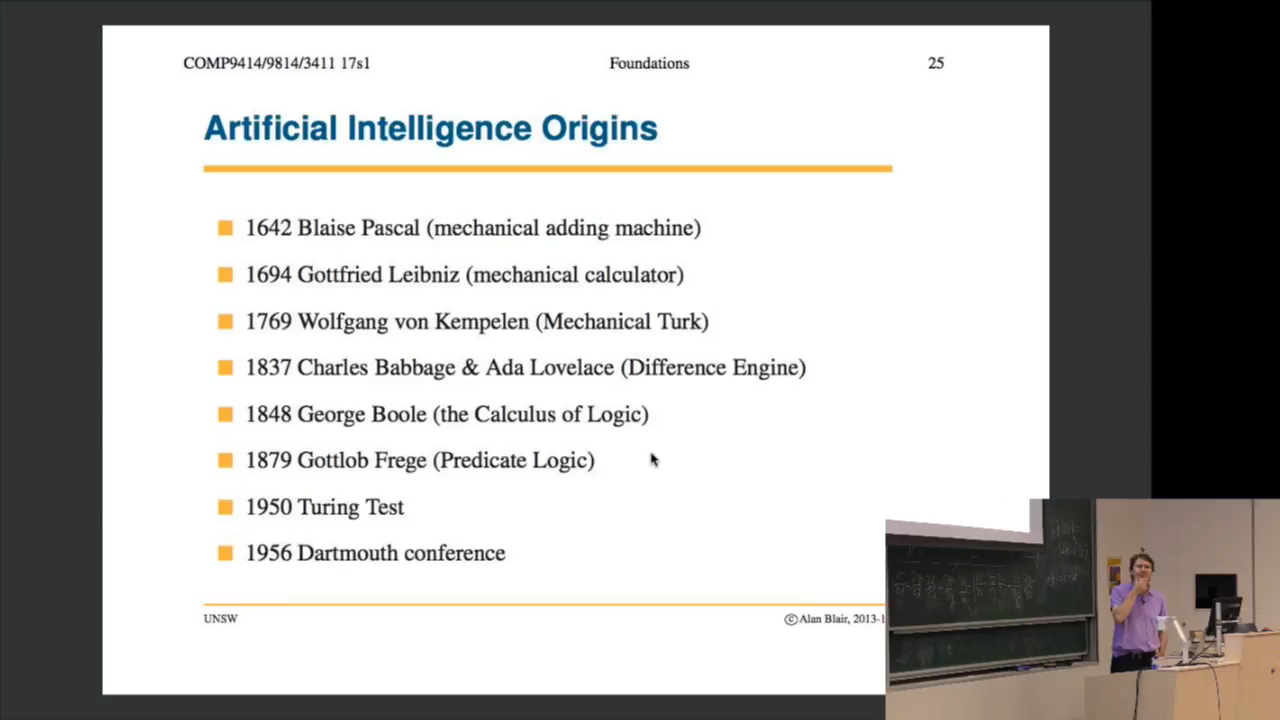 COMP9414/9814/3411 17s1 Foundations 25
Artificial Intelligence Origins
1642 Blaise Pascal (mechanical adding machine)
1694 Gottfried Leibniz (mechanical calculator)
1769 Wolfgang von Kempelen (Mechanical Turk)
1837 Charles Babbage & Ada Lovelace (Difference Engine)
1848 George Boole (the Calculus of Logic)
1879 Gottlob Frege (Predicate Logic)
1950 Turing Test
1956 Dartmouth conference
UNSW ©Alan Blair, 2013-1